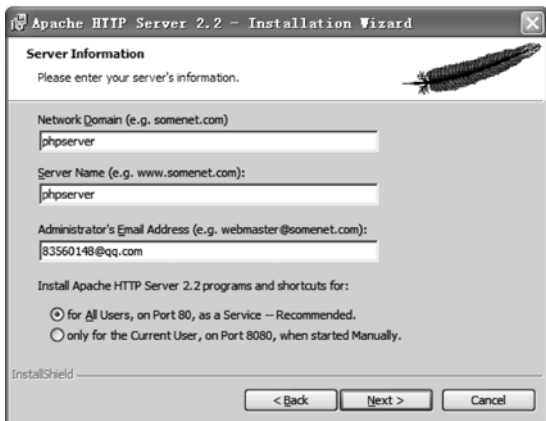 Apache HTTP Server 2.2 - Installation Wizard
Server Information
Please enter your server's information.
Network Domain (e.g. somenet.com)
phpserver
Server Name (e.g. www.somenet.com):
phpserver
Administrator's Email Address (e.g. webmaster@somenet.com):
83560148@qq.com
Install Apache HTTP Server 2.2 programs and shortcuts for:
for All Users, on Port 80, as a Service -- Recommended.
only for the Current User, on Port 8080, when started Manually.
InstallShield
< Back Next > Cancel